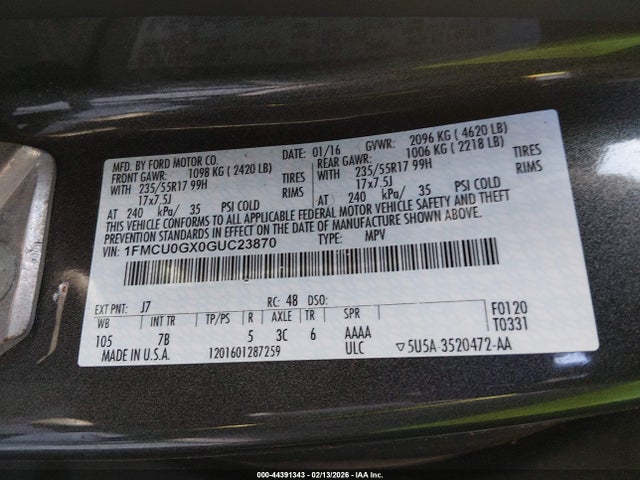 MFD. BY FORD MOTOR CO. DATE: 01/16 GVWR: 2096 KG ( 4620 LB)
FRONT GAWR: 1098 KG ( 2420 LB) REAR GAWR: 1006 KG ( 2218 LB)
WITH 235/55R17 99H TIRES WITH 235/55R17 99H TIRES
17x7.5J RIMS 17x7.5J RIMS
AT 240 kPa/ 35 PSI COLD AT 240 kPa/ 35 PSI COLD
THIS VEHICLE CONFORMS TO ALL APPLICABLE FEDERAL MOTOR VEHICLE SAFETY AND THEFT
PREVENTION STANDARDS IN EFFECT ON THE DATE OF MANUFACTURE SHOWN ABOVE.
VIN: 1FMCU0GX0GUC23870 TYPE: MPV
EXT PNT: J7 RC: 48 DSO: F0120
WB INT TR TP/PS R AXLE TR SPR T0331
105 7B 5 3C 6 AAAA
MADE IN U.S.A. 1201601287259 ULC ▽5U5A 3520472-AA
000-44391343 - 02/13/2026 - IAA Inc.